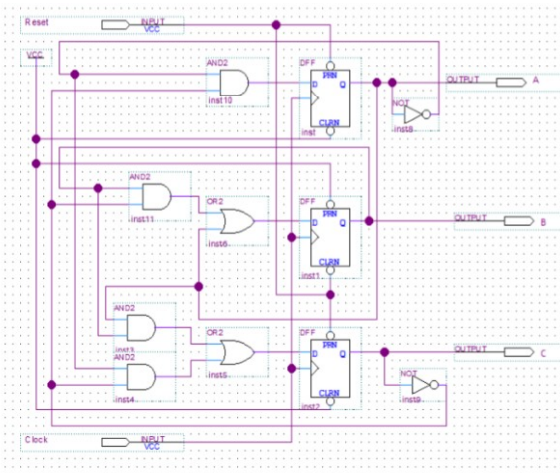 Reset INPUT
VCC
VCC
AND2
inst10
DFF
PRN
D Q
CLRN
inst
OUTPUT A
NOT
inst8
AND2
inst11
OR2
inst6
DFF
PRN
D Q
CLRN
inst1
OUTPUT B
AND2
AND2
inst4
OR2
inst5
DFF
PRN
D Q
CLRN
inst2
OUTPUT C
NOT
inst9
Clock INPUT
VCC